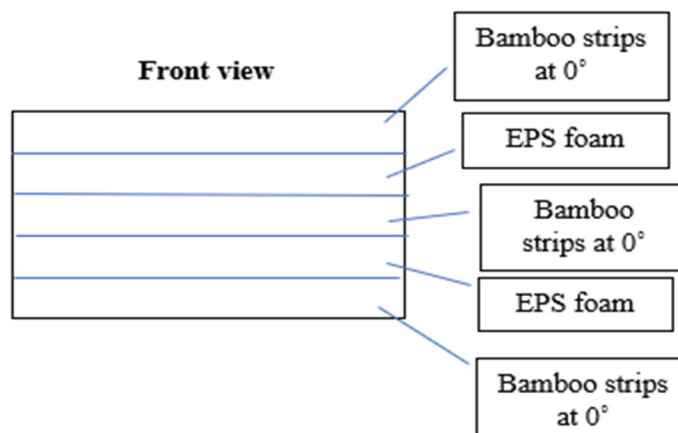 Front view
Bamboo strips
at 0˚
EPS foam
Bamboo
strips at 0˚
EPS foam
Bamboo strips
at 0˚